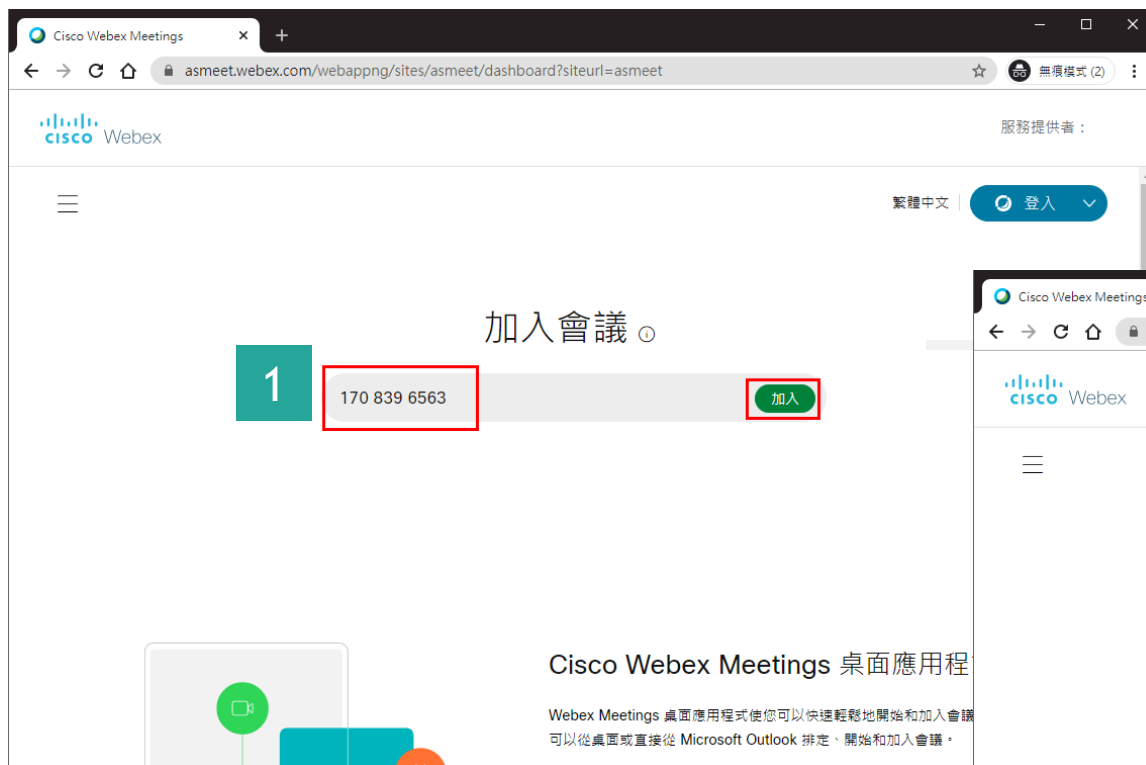 Cisco Webex Meetings
asmeet.webex.com/webappng/sites/asmeet/dashboard?siteurl=asmeet
無痕模式 (2)
cisco Webex
服務提供者：
繁體中文
登入
加入會議
1
170 839 6563
加入
Cisco Webex Meetings 桌面應用程
Webex Meetings 桌面應用程式使您可以快速輕鬆地開始和加入會議
可以從桌面或直接從 Microsoft Outlook 排定、開始和加入會議。
Cisco Webex Meetings
cisco Webex